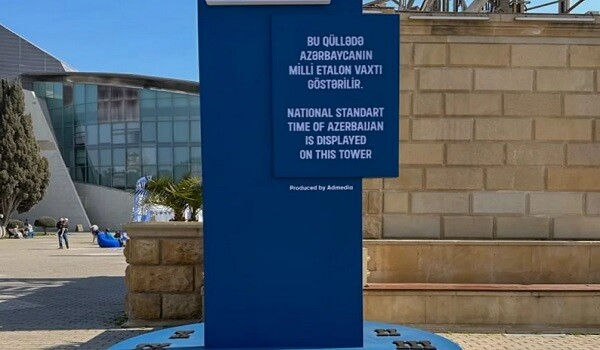 BU QÜLLƏDƏ
AZƏRBAYCANIN
MİLLİ ETALON VAXTI
GÖSTƏRİLİR.
NATIONAL STANDART
TIME OF AZERBAIJAN
IS DISPLAYED
ON THIS TOWER
Produced by Admedia